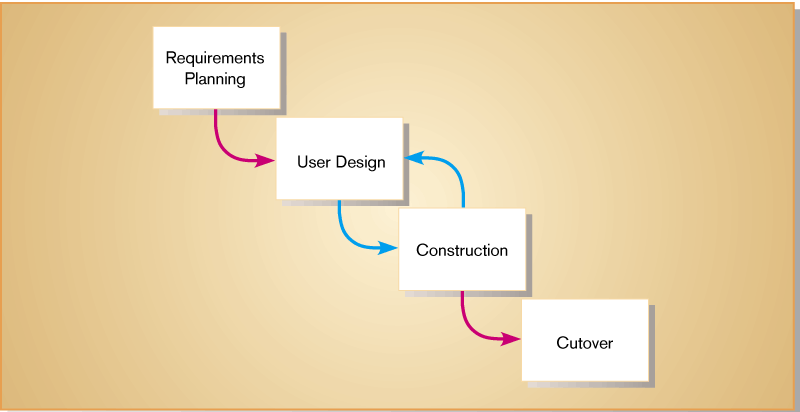 Requirements
Planning
User Design
Construction
Cutover